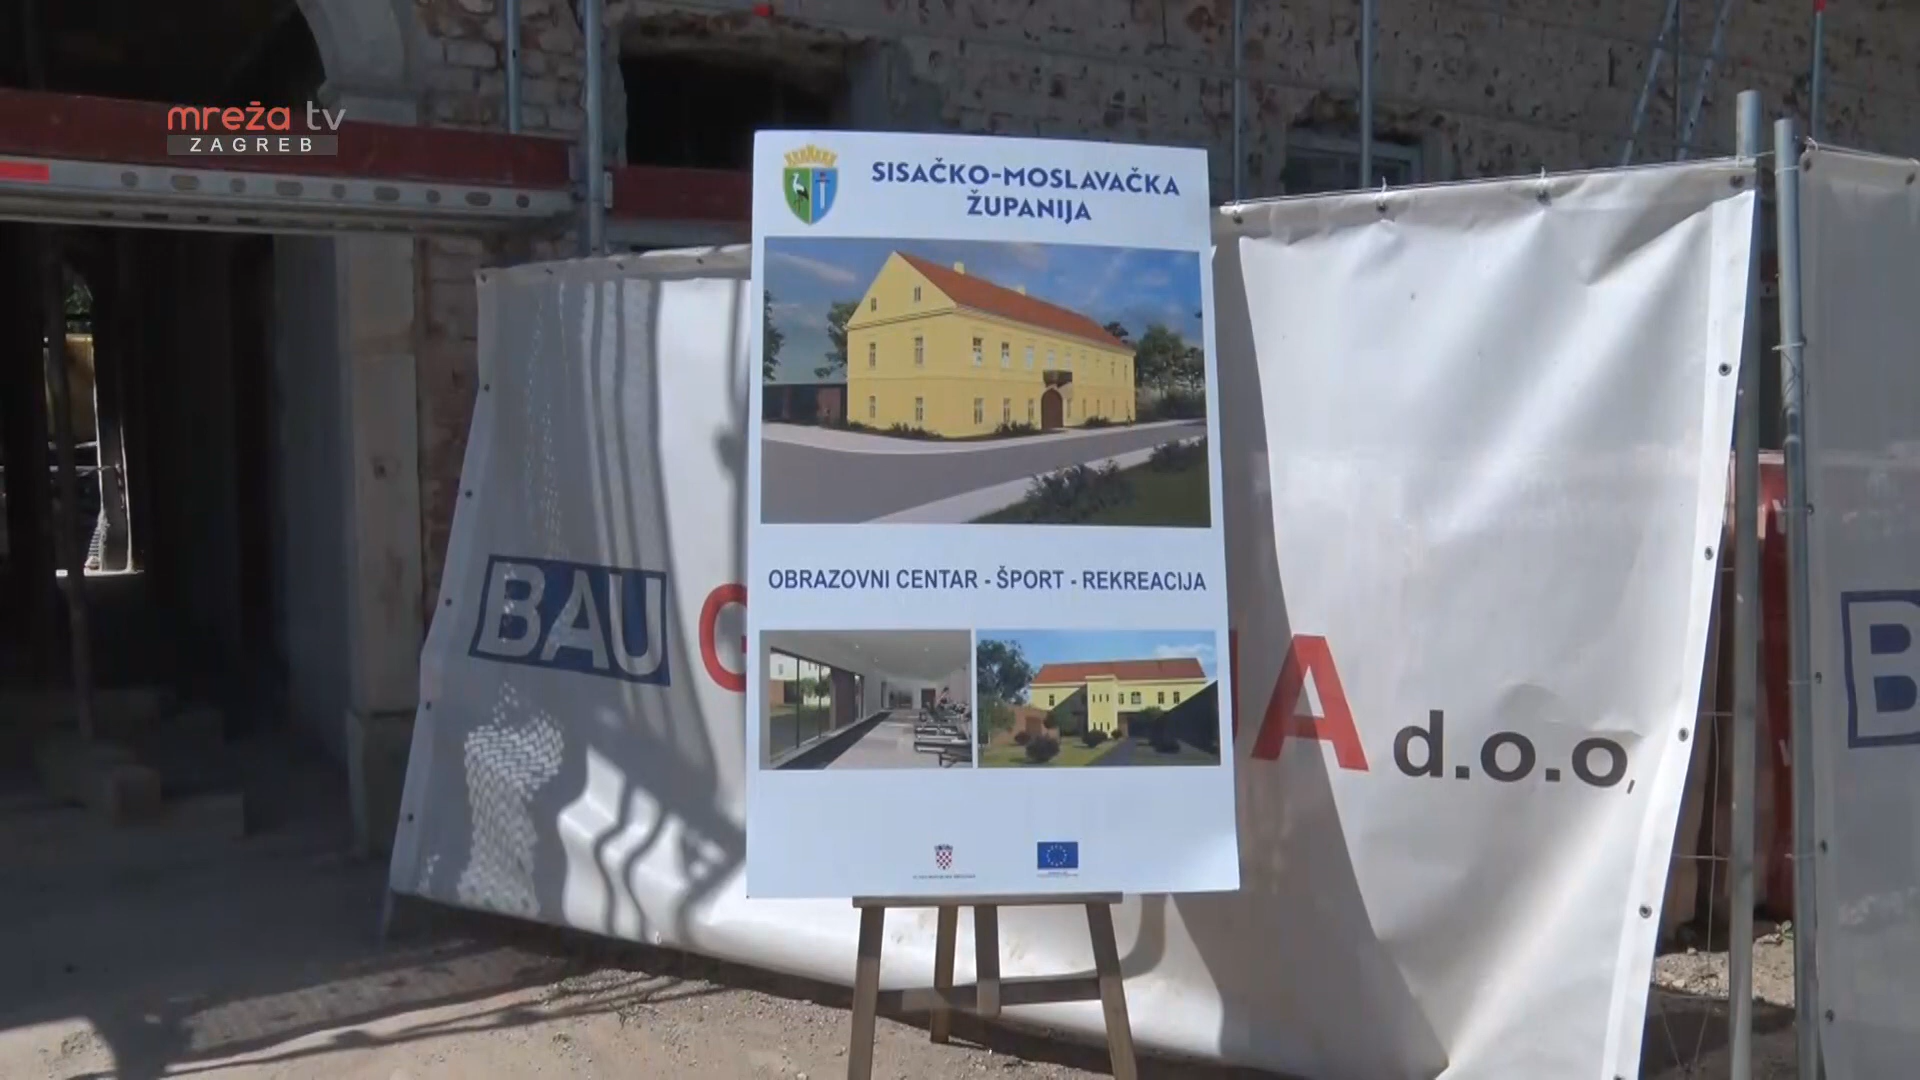 mreža tv
ZAGREB
SISAČKO-MOSLAVAČKA
ŽUPANIJA
OBRAZOVNI CENTAR - ŠPORT - REKREACIJA
BAU
d.o.o,